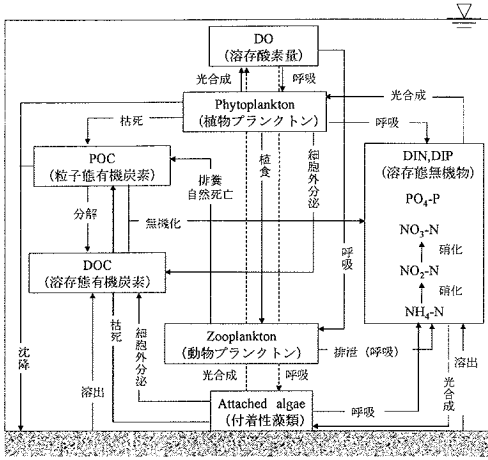 DO
(溶存酸素量)
光合成
呼吸
Phytoplankton
(植物プランクトン)
光合成
呼吸
枯死
POC
(粒子態有機炭素)
排糞
自然死亡
植食
細胞外分泌
DIN,DIP
(溶存態無機物)
PO4-P
NO3-N
硝化
NO2-N
硝化
NH4-N
分解
無機化
DOC
(溶存態有機炭素)
呼吸
沈降
溶出
枯死
細胞外分泌
Zooplankton
(動物プランクトン)
排泄 (呼吸)
光合成
呼吸
Attached algae
(付着性藻類)
呼吸
光合成
溶出